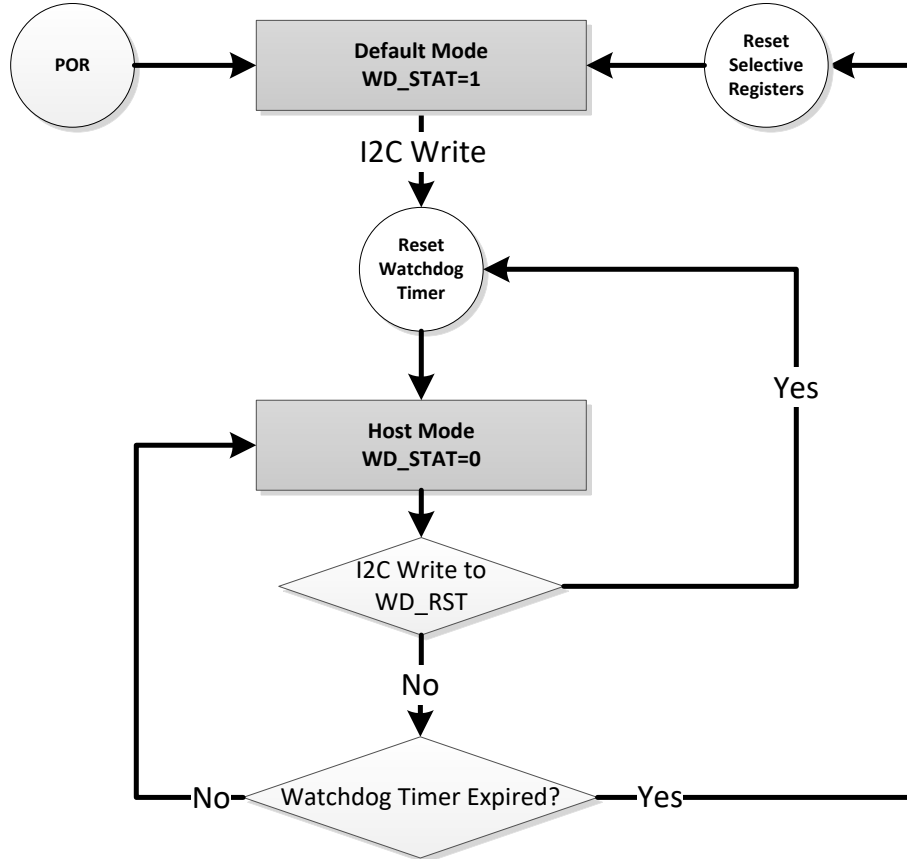 POR
Default Mode
WD_STAT=1
Reset
Selective
Registers
I2C Write
Reset
Watchdog
Timer
Yes
Host Mode
WD_STAT=0
I2C Write to
WD_RST
No
No
Watchdog Timer Expired?
Yes